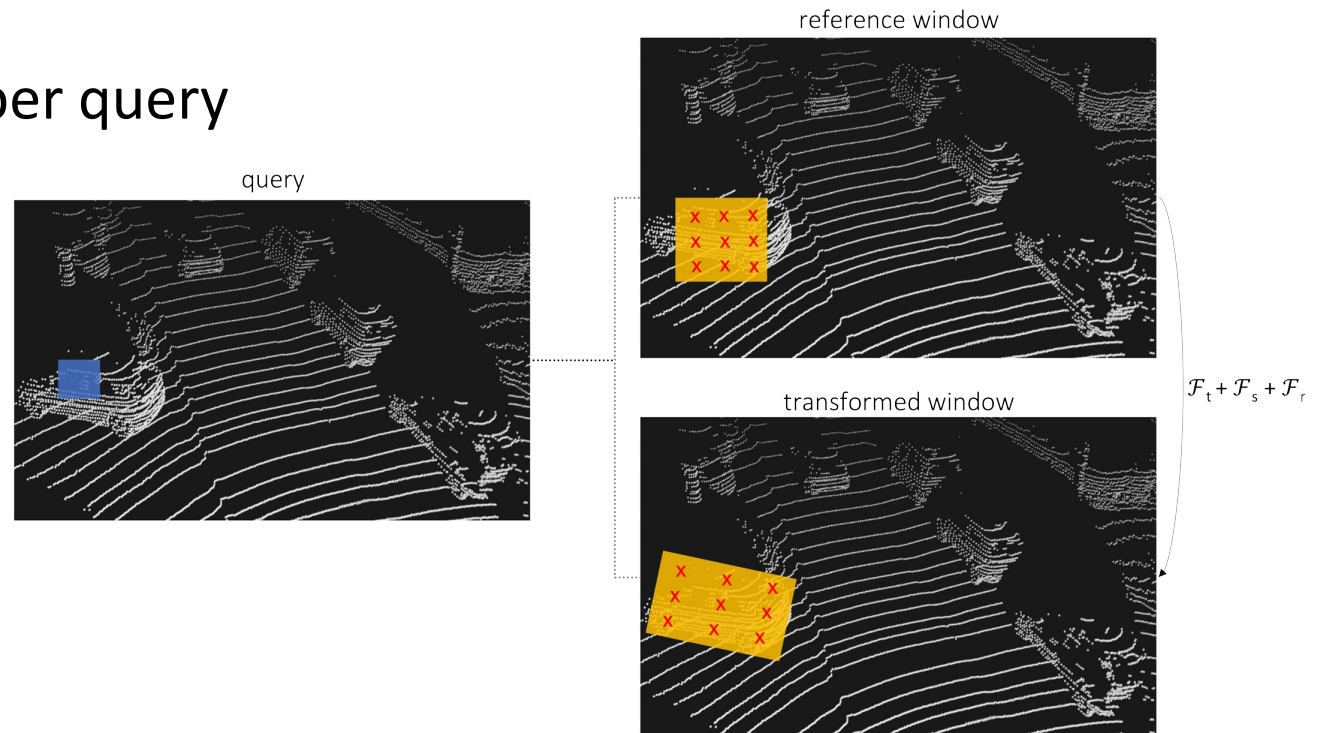 per query
query
reference window
x x x
x x x
x x x
ℱt + ℱs + ℱr
transformed window
x x x
x x x
x x x